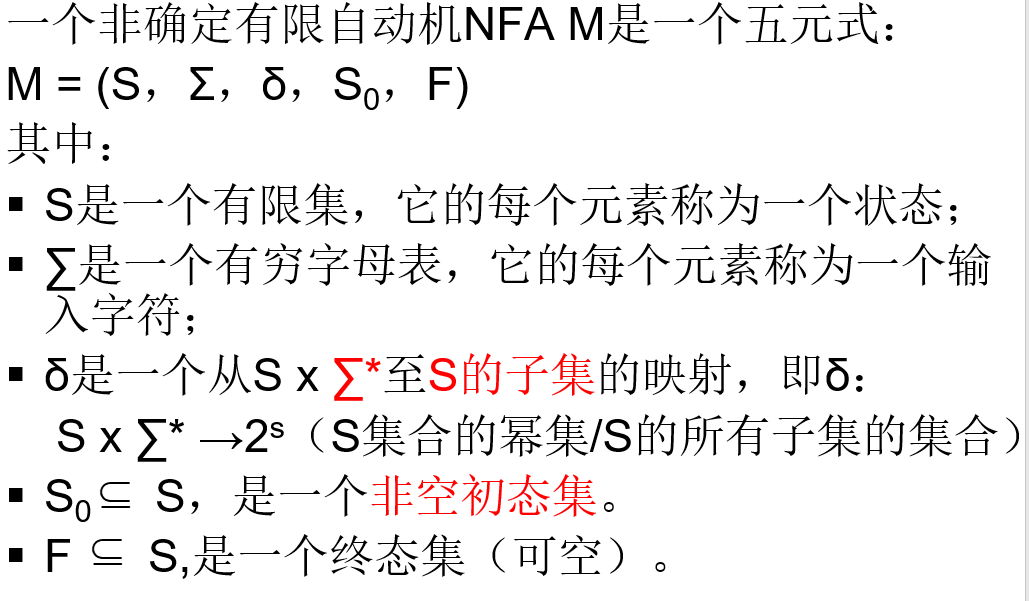 一个非确定有限自动机NFA M是一个五元式：
M = (S，Σ，δ，S₀，F)
其中：
▪ S是一个有限集，它的每个元素称为一个状态；
▪ ∑是一个有穷字母表，它的每个元素称为一个输
入字符；
▪ δ是一个从S x ∑*至S的子集的映射，即δ：
S x ∑* →2ˢ（S集合的幂集/S的所有子集的集合）
▪ S₀⊆ S，是一个非空初态集。
▪ F ⊆ S,是一个终态集（可空）。